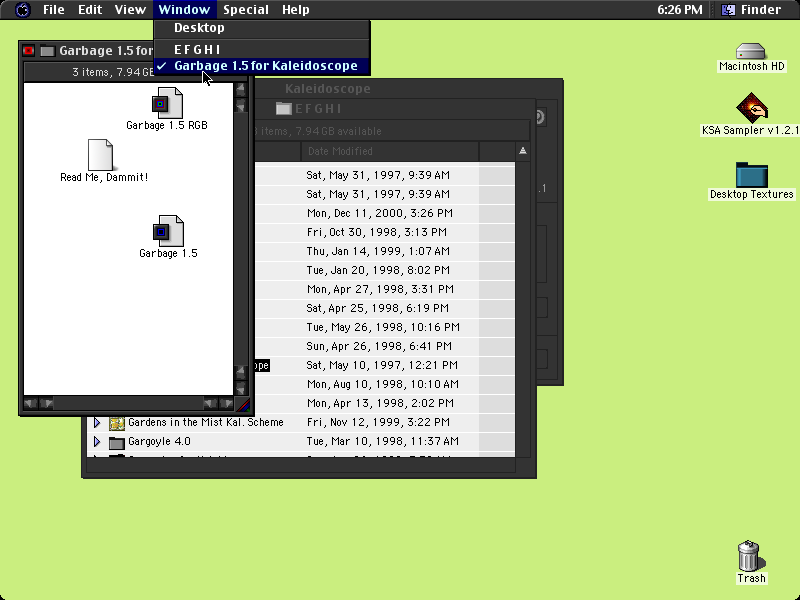 File Edit View Window Special Help 6:26 PM Finder
Desktop
E F G H I
✓ Garbage 1.5 for Kaleidoscope
Garbage 1.5 for
3 items, 7.94 GB
Garbage 1.5 RGB
Read Me, Dammit!
Garbage 1.5
Kaleidoscope
E F G H I
items, 7.94 GB available
Date Modified
Sat, May 31, 1997, 9:39 AM
Sat, May 31, 1997, 9:39 AM
Mon, Dec 11, 2000, 3:26 PM
Fri, Oct 30, 1998, 3:13 PM
Thu, Jan 14, 1999, 1:07 AM
Tue, Jan 20, 1998, 8:02 PM
Mon, Apr 27, 1998, 3:31 PM
Sat, Apr 25, 1998, 6:19 PM
Tue, May 26, 1998, 10:16 PM
Sun, Apr 26, 1998, 6:41 PM
ope Sat, May 10, 1997, 12:21 PM
Mon, Aug 10, 1998, 10:10 AM
Mon, Apr 13, 1998, 2:02 PM
Gardens in the Mist Kal. Scheme Fri, Nov 12, 1999, 3:22 PM
Gargoyle 4.0 Tue, Mar 10, 1998, 11:37 AM
.1
Macintosh HD
KSA Sampler v1.2.1
Desktop Textures
Trash